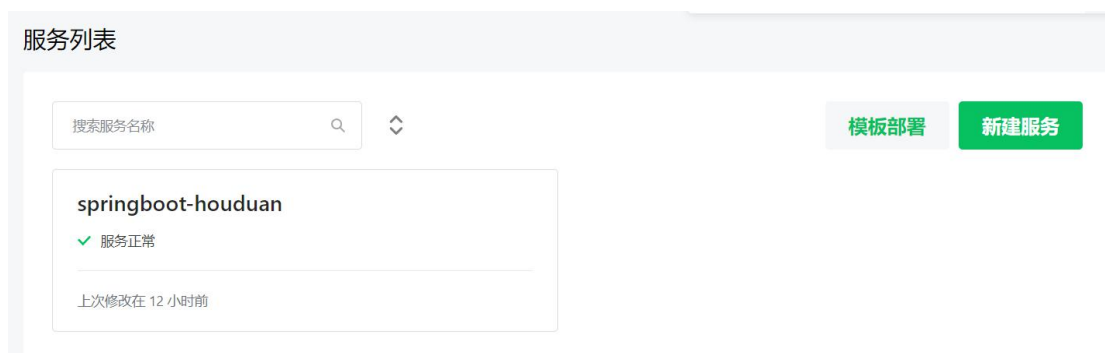 服务列表
搜索服务名称
模板部署
新建服务
springboot-houduan
服务正常
上次修改在 12 小时前